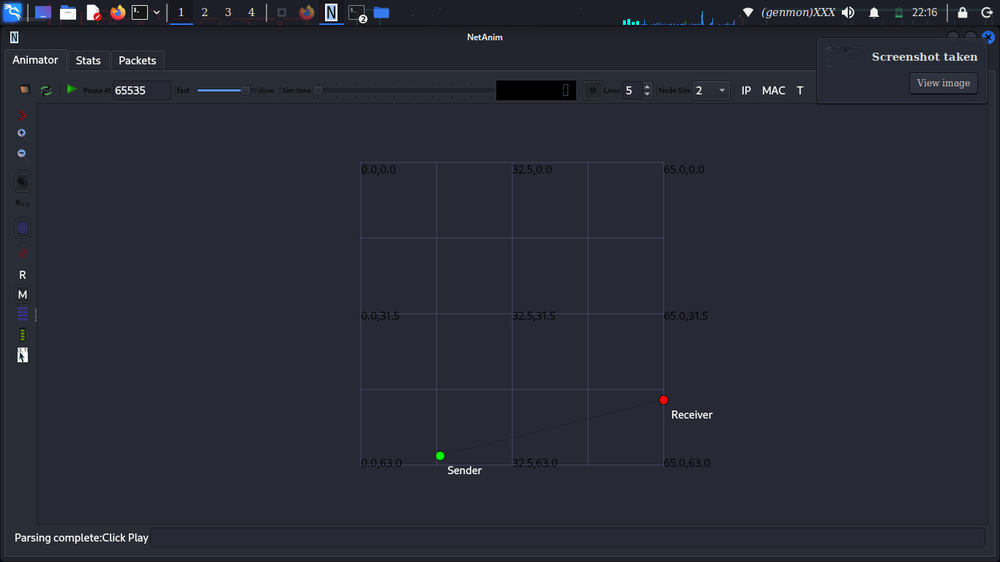 1 2 3 4 N 2 (genmon)XXX 22:16
N NetAnim
Animator Stats Packets
Screenshot taken
View image
Pause At 65535 fast slow Sim time 0 # Lines 5 Node Size 2 IP MAC T
0.0,0.0 32.5,0.0 65.0,0.0
R
M
0.0,31.5 32.5,31.5 65.0,31.5
Receiver
0.0,63.0 32.5,63.0 65.0,63.0
Sender
Parsing complete:Click Play